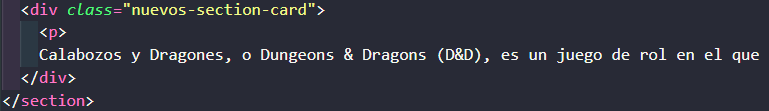 <div class="nuevos-section-card">
<p>
Calabozos y Dragones, o Dungeons & Dragons (D&D), es un juego de rol en el que
</div>
</section>